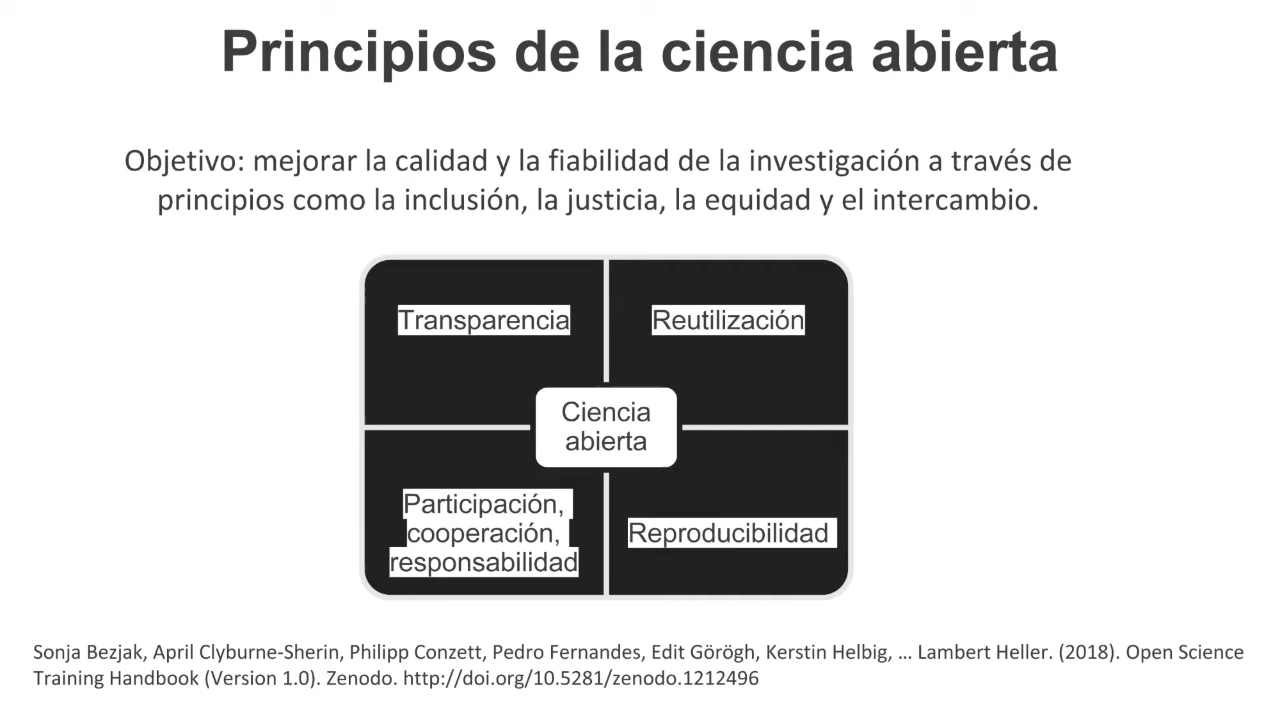 Principios de la ciencia abierta
Objetivo: mejorar la calidad y la fiabilidad de la investigación a través de
principios como la inclusión, la justicia, la equidad y el intercambio.
Transparencia
Reutilización
Ciencia
abierta
Participación,
cooperación,
responsabilidad
Reproducibilidad
Sonja Bezjak, April Clyburne-Sherin, Philipp Conzett, Pedro Fernandes, Edit Görögh, Kerstin Helbig, ... Lambert Heller. (2018). Open Science
Training Handbook (Version 1.0). Zenodo. http://doi.org/10.5281/zenodo.1212496